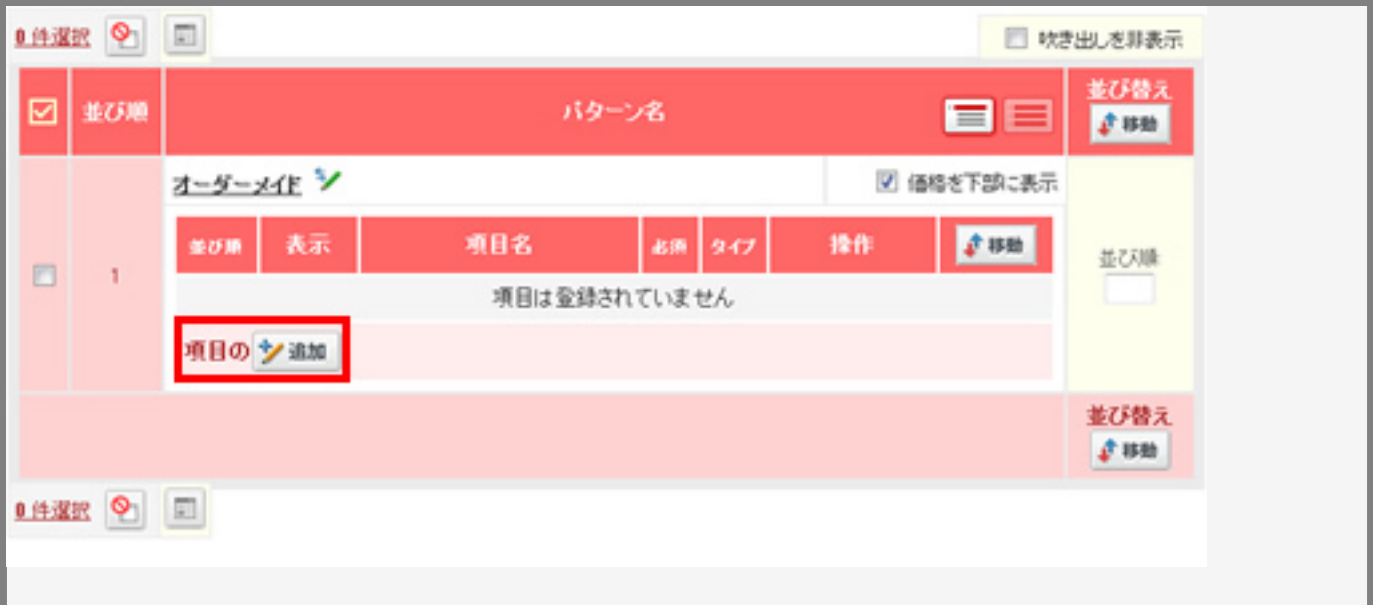 0 件選択
吹き出しを非表示
並び順 パターン名 並び替え
移動
オーダーメイド 価格を下部に表示
並び順 表示 項目名 必須 タイプ 操作 移動
1 並び順
項目は登録されていません
項目の 追加
並び替え
移動
0 件選択